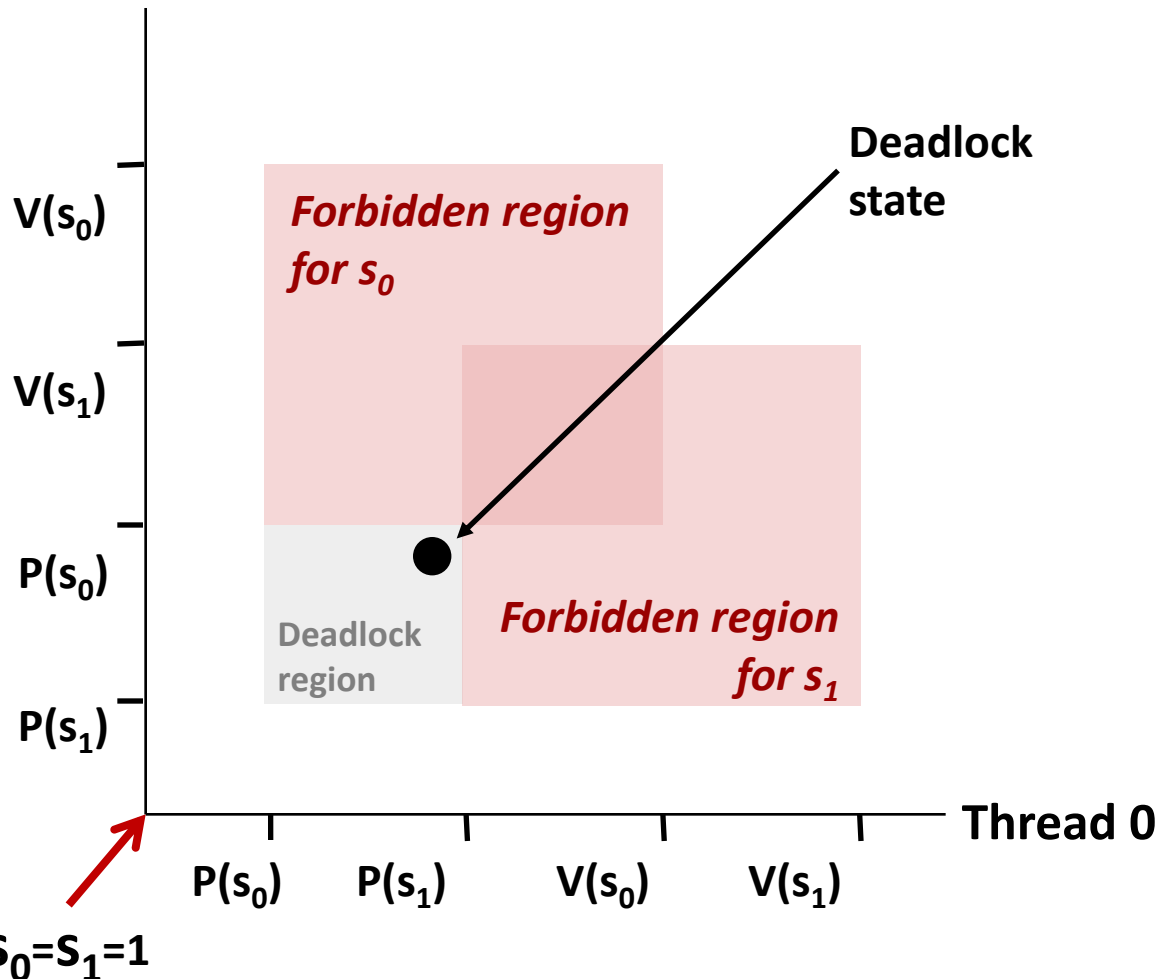 Deadlock
state
V(s₀)
Forbidden region
for s₀
V(s₁)
P(s₀)
Deadlock
region
Forbidden region
for s₁
P(s₁)
Thread 0
P(s₀) P(s₁) V(s₀) V(s₁)
s₀=s₁=1